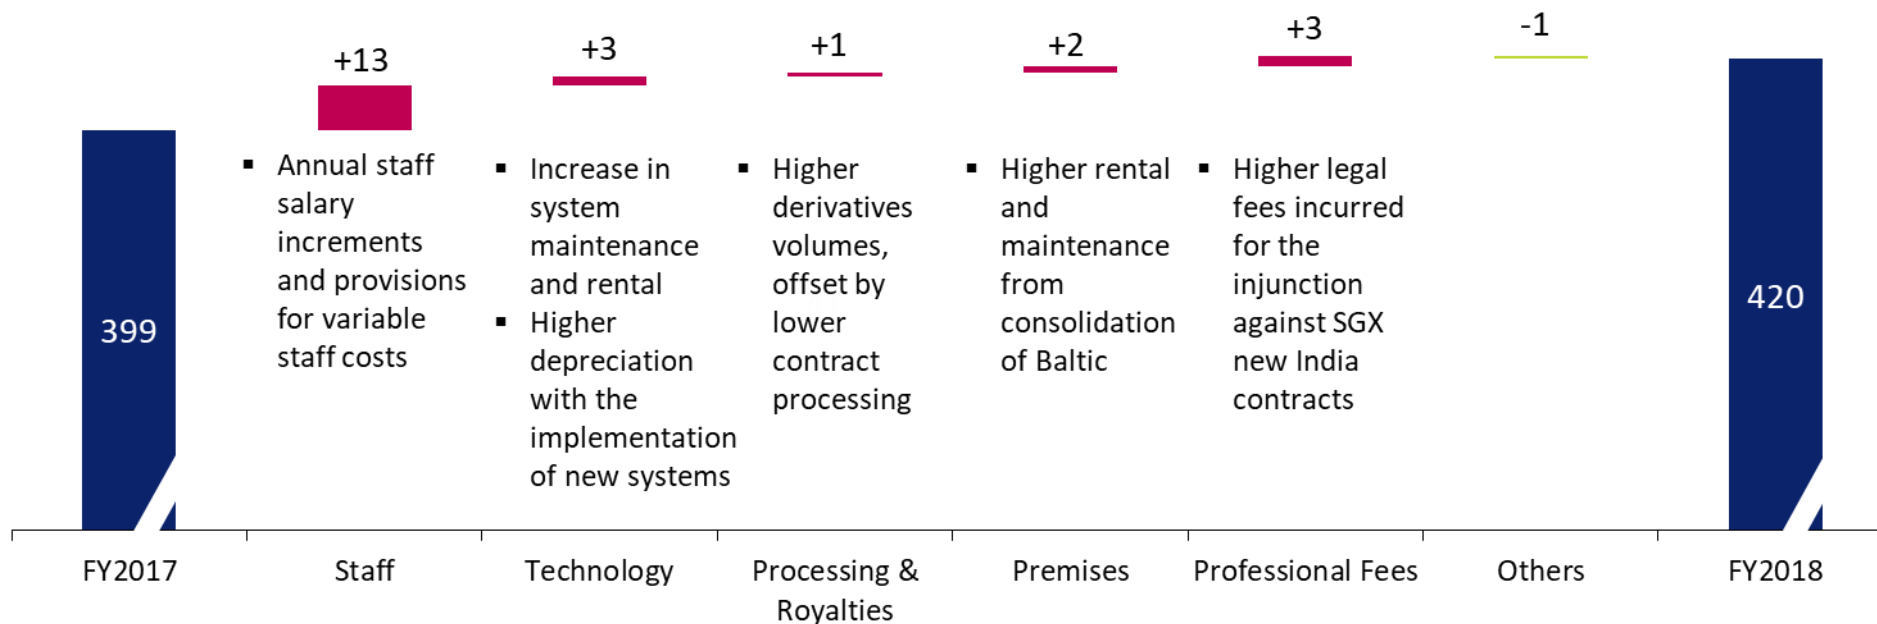 +13
+3
+1
+2
+3
-1
399
▪ Annual staff
salary
increments
and provisions
for variable
staff costs
▪ Increase in
system
maintenance
and rental
▪ Higher
depreciation
with the
implementation
of new systems
▪ Higher
derivatives
volumes,
offset by
lower
contract
processing
▪ Higher rental
and
maintenance
from
consolidation
of Baltic
▪ Higher legal
fees incurred
for the
injunction
against SGX
new India
contracts
420
FY2017
Staff
Technology
Processing &
Royalties
Premises
Professional Fees
Others
FY2018